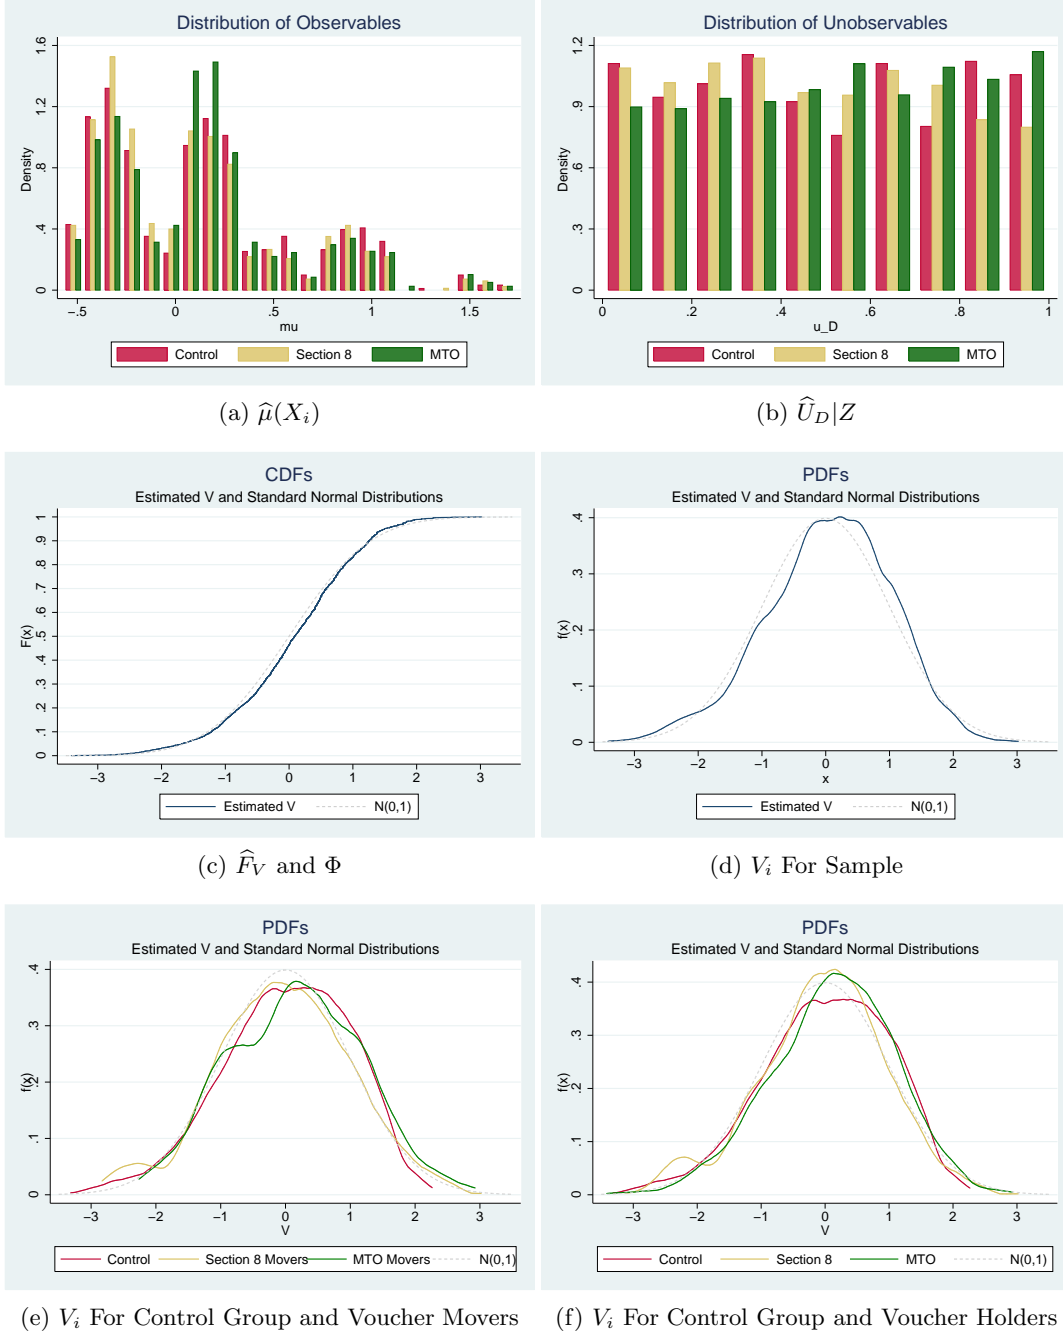 Distribution of Observables
Density
0 .4 .8 1.2 1.6
−.5 0 .5 1 1.5
mu
Control Section 8 MTO
(a) μ̂(X_i)
Distribution of Unobservables
Density
0 .3 .6 .9 1.2
0 .2 .4 .6 .8 1
u_D
Control Section 8 MTO
(b) Û_D|Z
CDFs
Estimated V and Standard Normal Distributions
F(x)
0 .1 .2 .3 .4 .5 .6 .7 .8 .9 1
−3 −2 −1 0 1 2 3
Estimated V N(0,1)
(c) F̂_V and Φ
PDFs
Estimated V and Standard Normal Distributions
f(x)
0 .1 .2 .3 .4
−3 −2 −1 0 1 2 3
x
Estimated V N(0,1)
(d) V_i For Sample
PDFs
Estimated V and Standard Normal Distributions
f(x)
0 .1 .2 .3 .4
−3 −2 −1 0 1 2 3
V
Control Section 8 Movers MTO Movers N(0,1)
(e) V_i For Control Group and Voucher Movers
PDFs
Estimated V and Standard Normal Distributions
f(x)
0 .1 .2 .3 .4
−3 −2 −1 0 1 2 3
V
Control Section 8 MTO N(0,1)
(f) V_i For Control Group and Voucher Holders